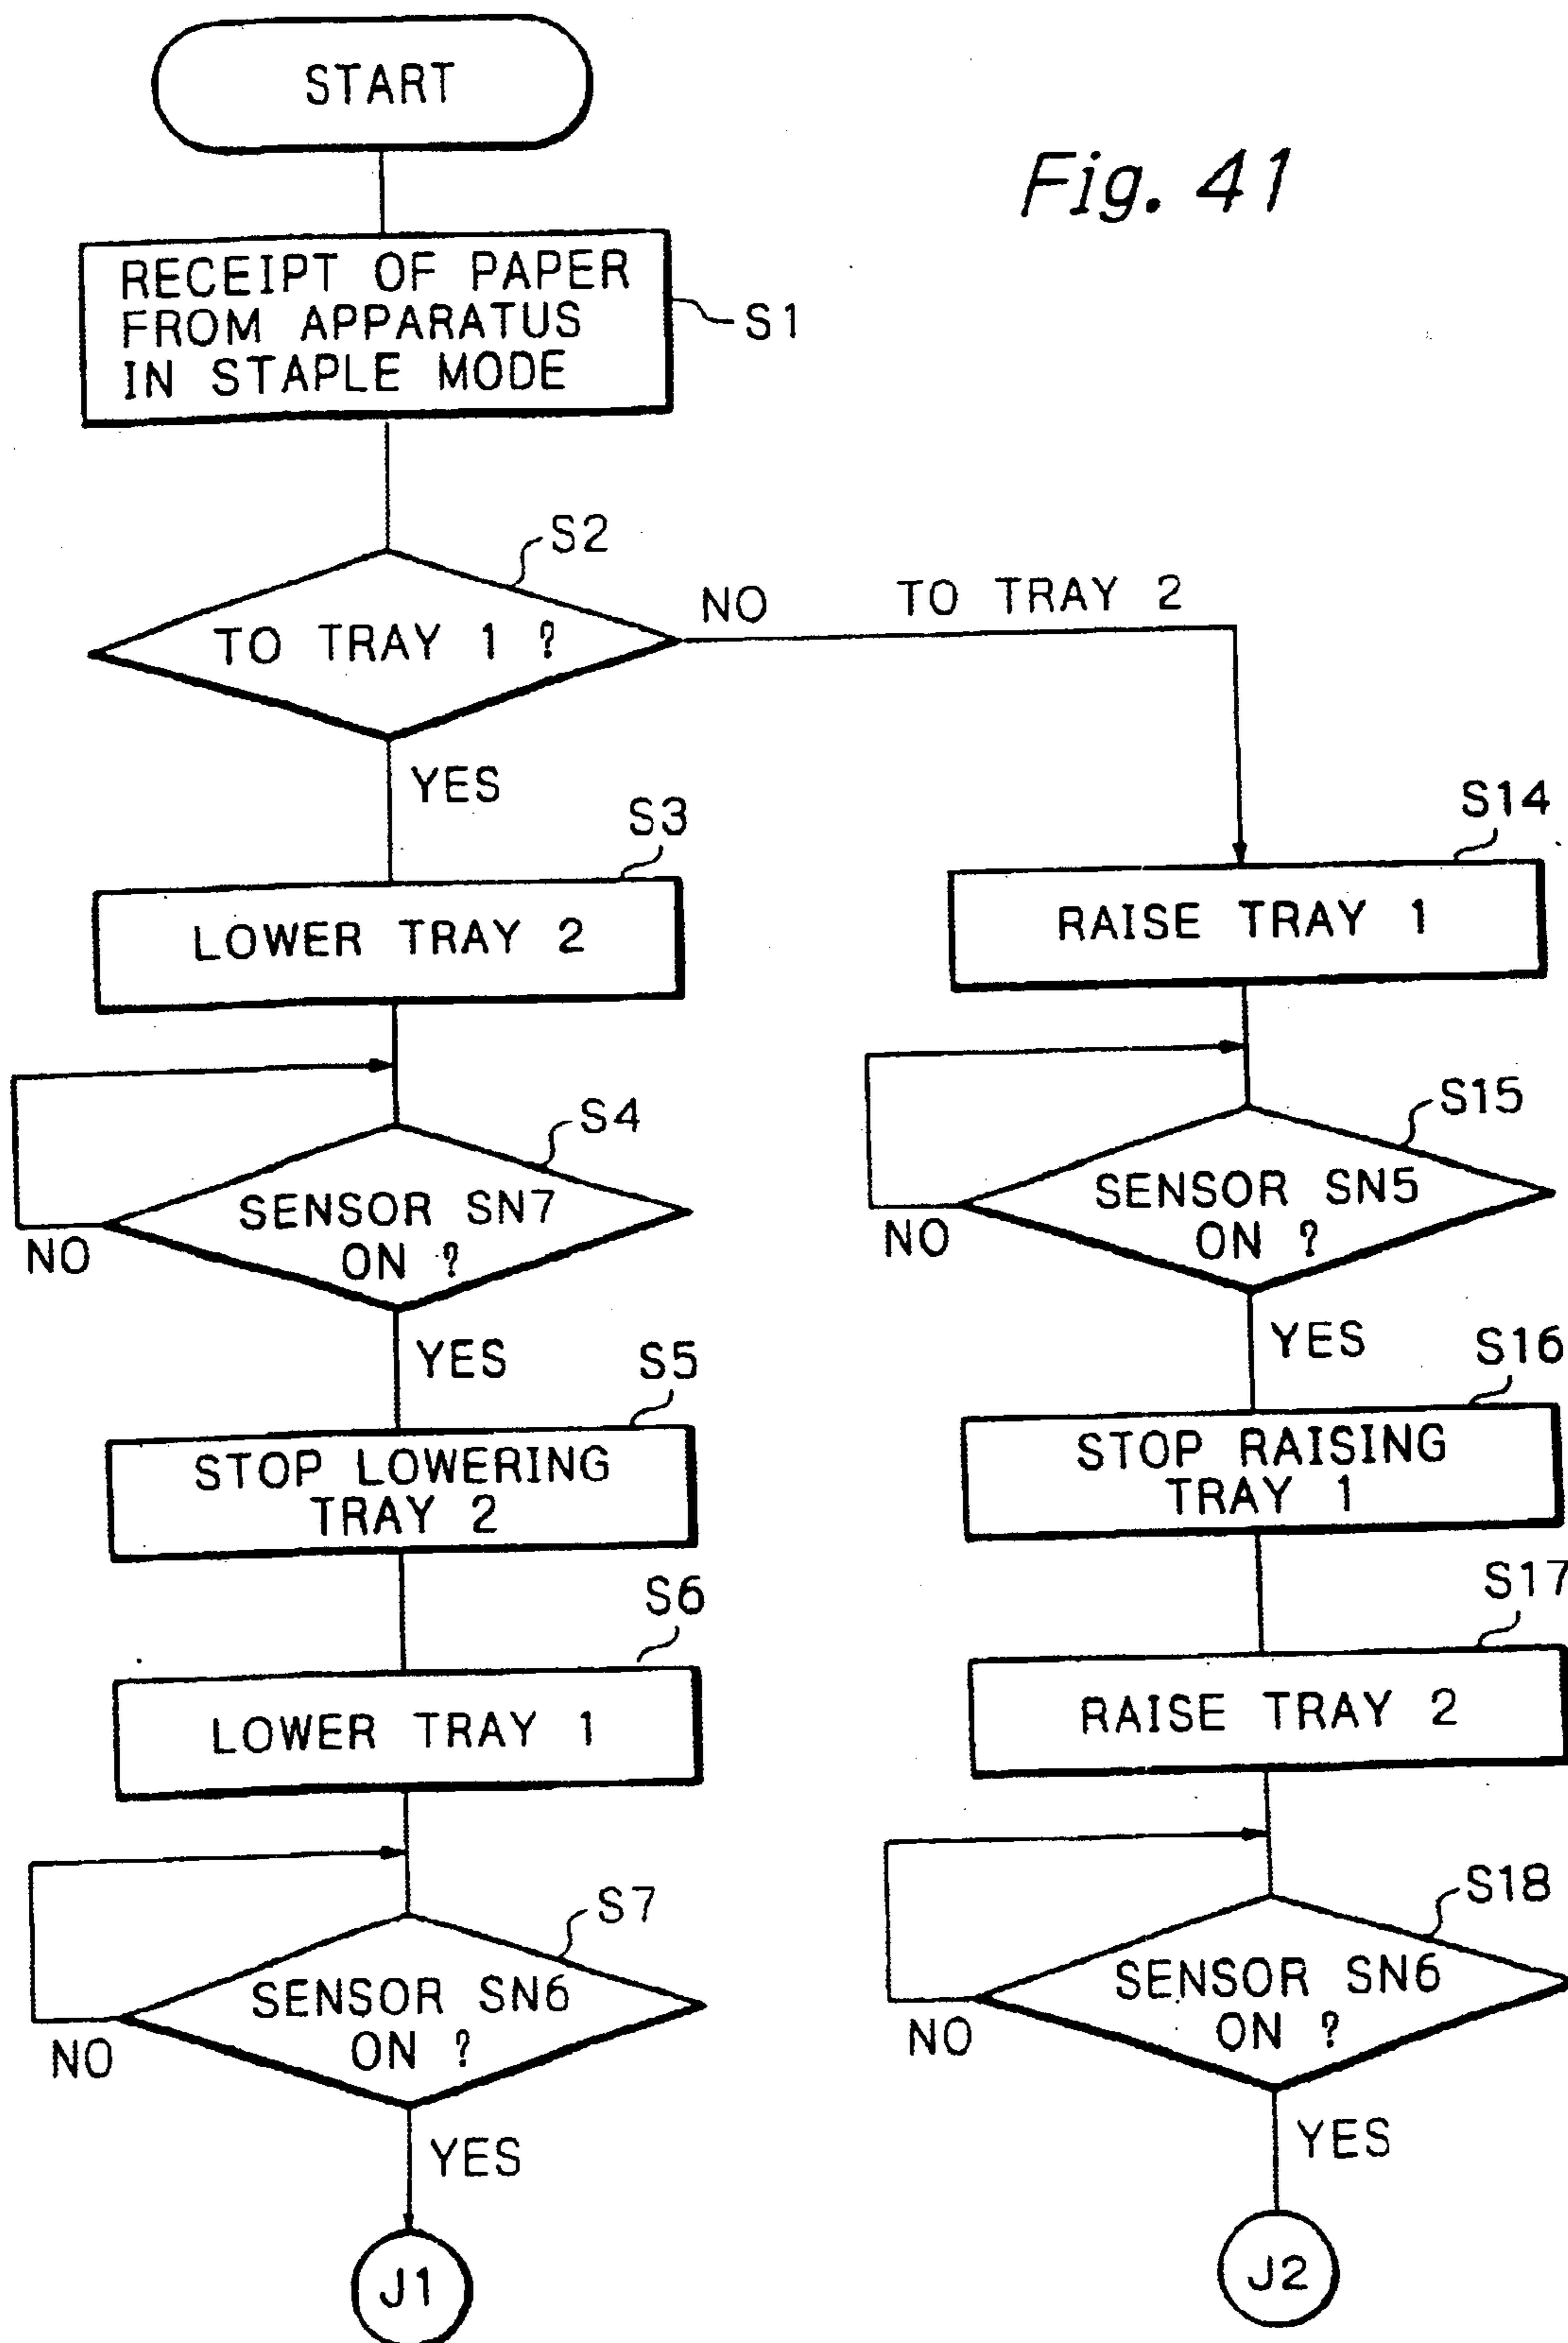 START
Fig. 41
RECEIPT OF PAPER
FROM APPARATUS
IN STAPLE MODE
S1
S2
TO TRAY 1 ?
NO
TO TRAY 2
YES
S3
LOWER TRAY 2
S4
SENSOR SN7
ON ?
NO
YES
S5
STOP LOWERING
TRAY 2
S6
LOWER TRAY 1
S7
SENSOR SN6
ON ?
NO
YES
J1
S14
RAISE TRAY 1
S15
SENSOR SN5
ON ?
NO
YES
S16
STOP RAISING
TRAY 1
S17
RAISE TRAY 2
S18
SENSOR SN6
ON ?
NO
YES
J2